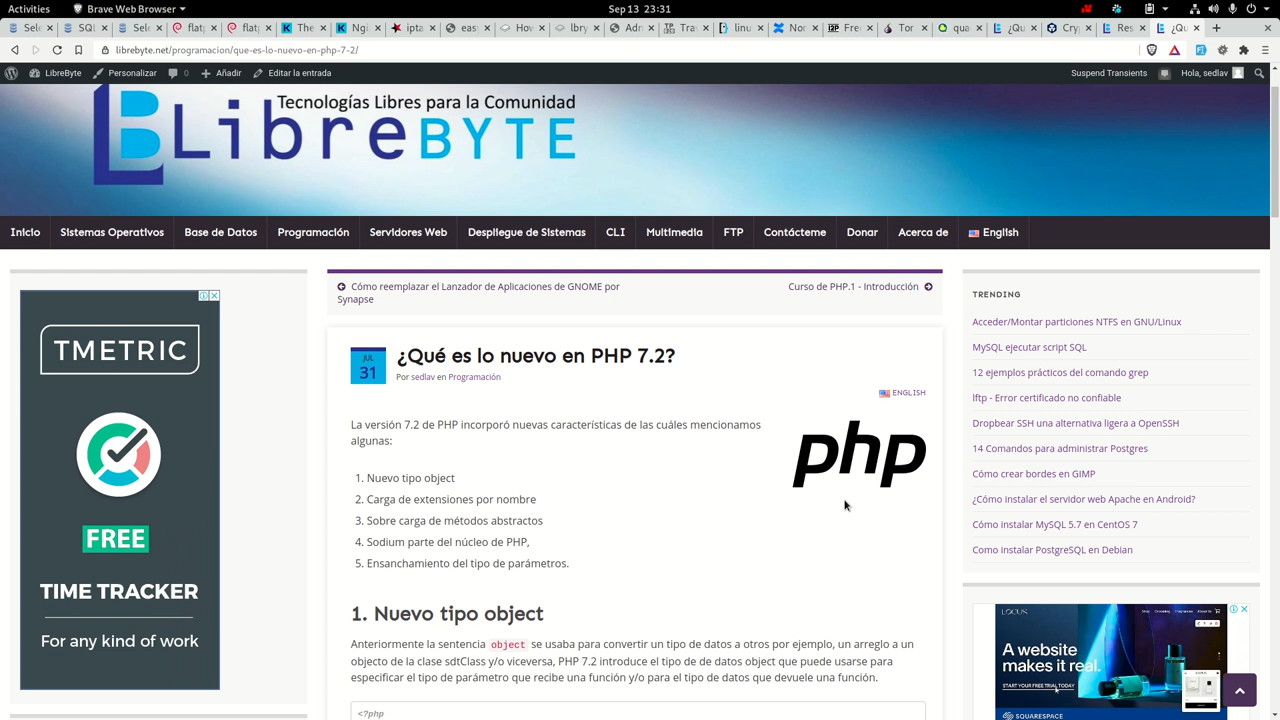 Activities
Brave Web Browser
Sep 13 23:31
librebyte.net/programacion/que-es-lo-nuevo-en-php-7-2/
LibreByte
Personalizar
0
Añadir
Editar la entrada
Suspend Transients
Hola, sedlav
Tecnologías Libres para la Comunidad
LibreBYTE
Inicio
Sistemas Operativos
Base de Datos
Programación
Servidores Web
Despliegue de Sistemas
CLI
Multimedia
FTP
Contácteme
Donar
Acerca de
English
Cómo reemplazar el Lanzador de Aplicaciones de GNOME por
Synapse
Curso de PHP.1 - Introducción
JUL
31
¿Qué es lo nuevo en PHP 7.2?
Por sedlav en Programación
ENGLISH
La versión 7.2 de PHP incorporó nuevas características de las cuáles mencionamos
algunas:
php
1. Nuevo tipo object
2. Carga de extensiones por nombre
3. Sobre carga de métodos abstractos
4. Sodium parte del núcleo de PHP,
5. Ensanchamiento del tipo de parámetros.
1. Nuevo tipo object
Anteriormente la sentencia object se usaba para convertir un tipo de datos a otros por ejemplo, un arreglo a un
objecto de la clase sdtClass y/o viceversa, PHP 7.2 introduce el tipo de de datos object que puede usarse para
especificar el tipo de parámetro que recibe una función y/o para el tipo de datos que devuele una función.
<?php
TMETRIC
FREE
TIME TRACKER
For any kind of work
TRENDING
Acceder/Montar particiones NTFS en GNU/Linux
MySQL ejecutar script SQL
12 ejemplos prácticos del comando grep
lftp - Error certificado no confiable
Dropbear SSH una alternativa ligera a OpenSSH
14 Comandos para administrar Postgres
Cómo crear bordes en GIMP
¿Cómo instalar el servidor web Apache en Android?
Cómo instalar MySQL 5.7 en CentOS 7
Como instalar PostgreSQL en Debian
LOCUS
A website
makes it real.
START YOUR FREE TRIAL TODAY
SQUARESPACE